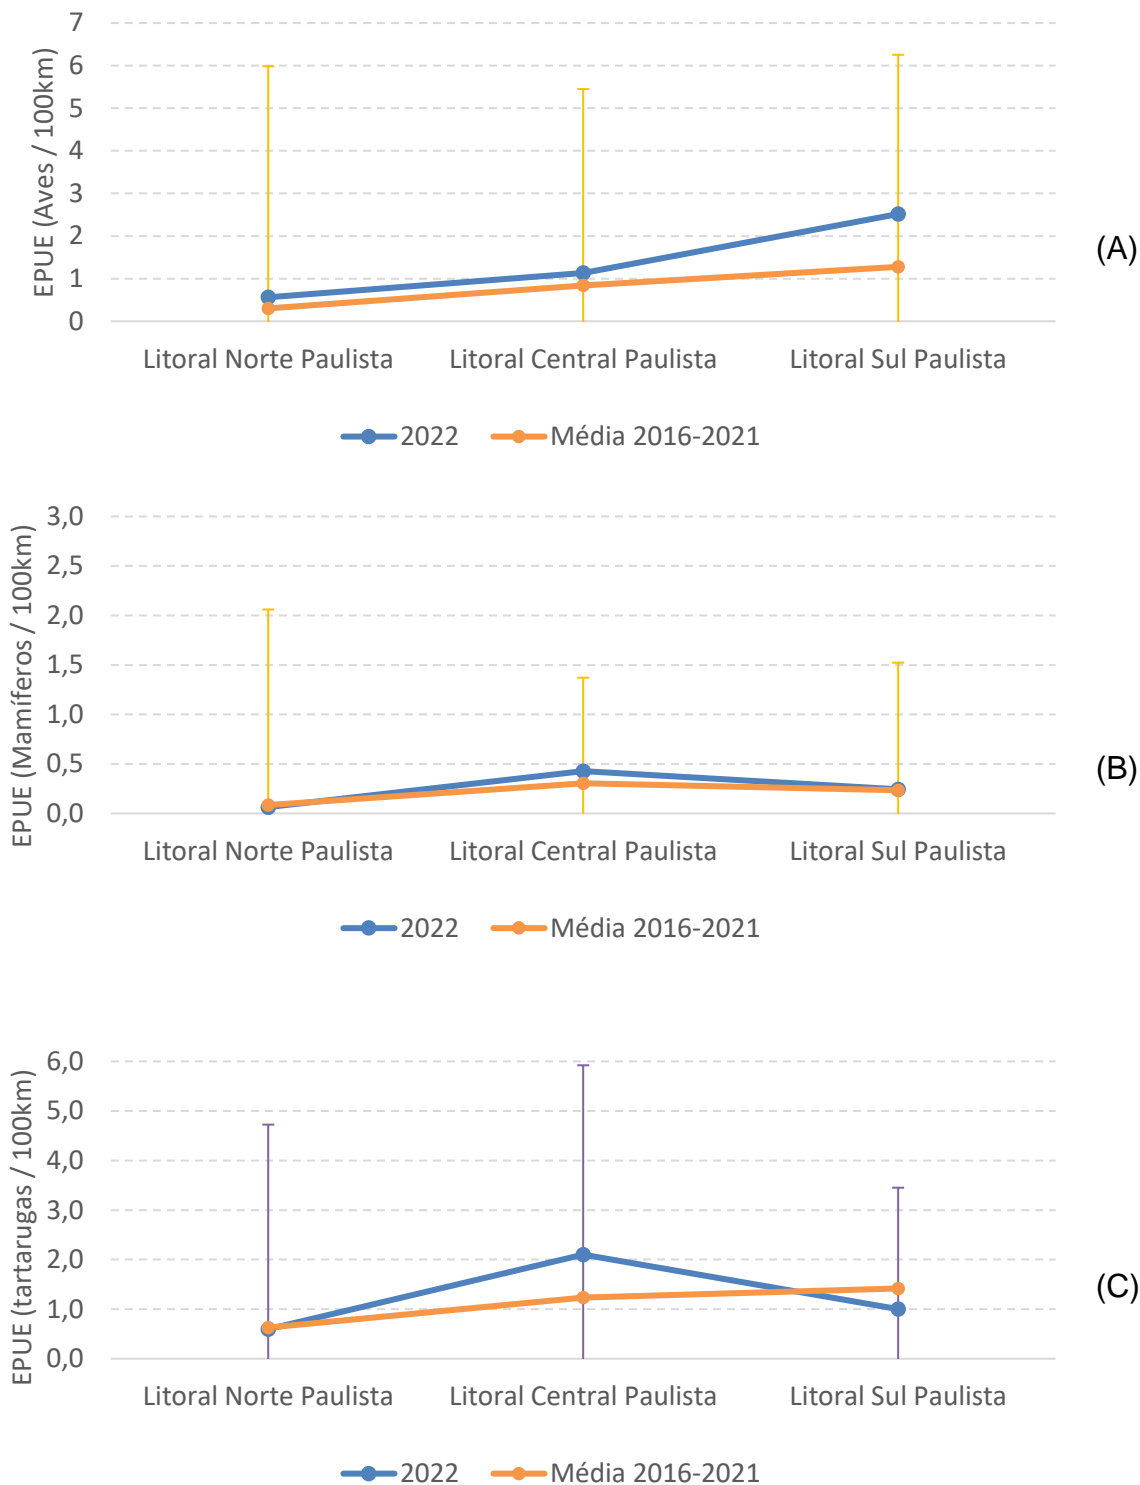 7
6
5
4
3
2
1
0
EPUE (Aves / 100km)
Litoral Norte Paulista Litoral Central Paulista Litoral Sul Paulista
(A)
2022 Média 2016-2021
3,0
2,5
2,0
1,5
1,0
0,5
0,0
EPUE (Mamíferos / 100km)
Litoral Norte Paulista Litoral Central Paulista Litoral Sul Paulista
(B)
2022 Média 2016-2021
6,0
5,0
4,0
3,0
2,0
1,0
0,0
EPUE (tartarugas / 100km)
Litoral Norte Paulista Litoral Central Paulista Litoral Sul Paulista
(C)
2022 Média 2016-2021